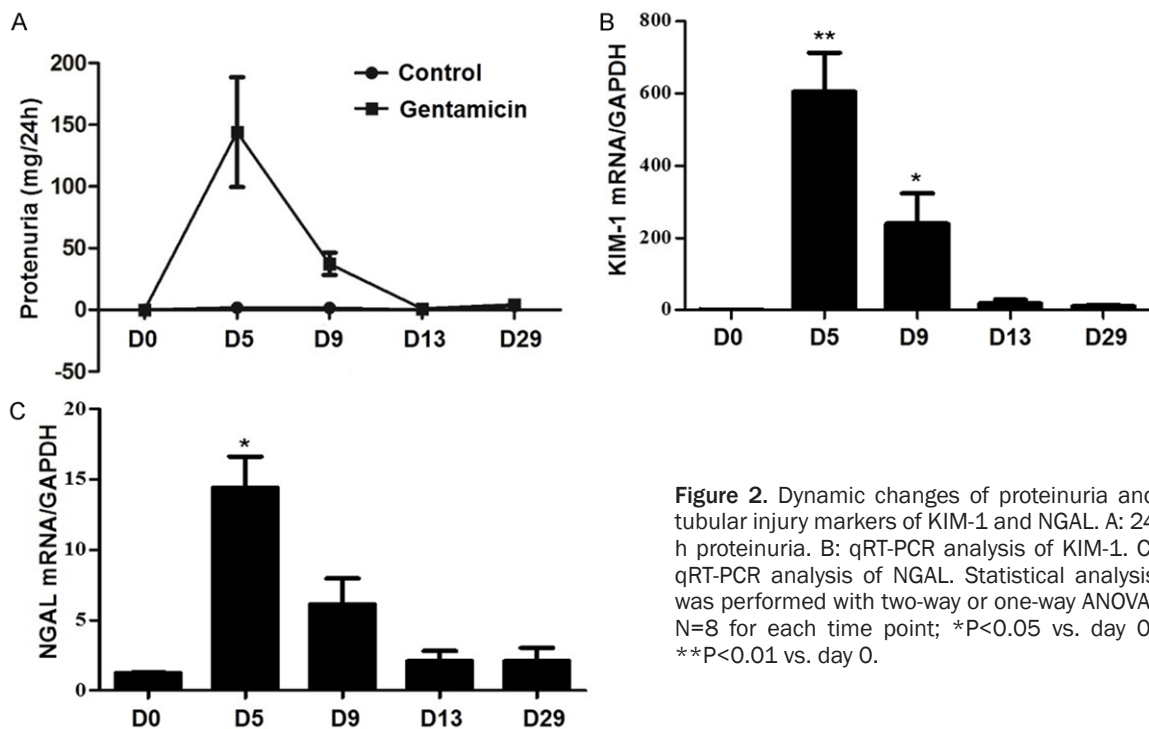 A
Protenuria (mg/24h)
200
150
100
50
0
-50
Control
Gentamicin
D0 D5 D9 D13 D29
B
KIM-1 mRNA/GAPDH
800
600
400
200
0
**
*
D0 D5 D9 D13 D29
C
NGAL mRNA/GAPDH
20
15
10
5
0
*
D0 D5 D9 D13 D29
Figure 2. Dynamic changes of proteinuria and
tubular injury markers of KIM-1 and NGAL. A: 24
h proteinuria. B: qRT-PCR analysis of KIM-1. C
qRT-PCR analysis of NGAL. Statistical analysis
was performed with two-way or one-way ANOVA
N=8 for each time point; *P<0.05 vs. day 0
**P<0.01 vs. day 0.